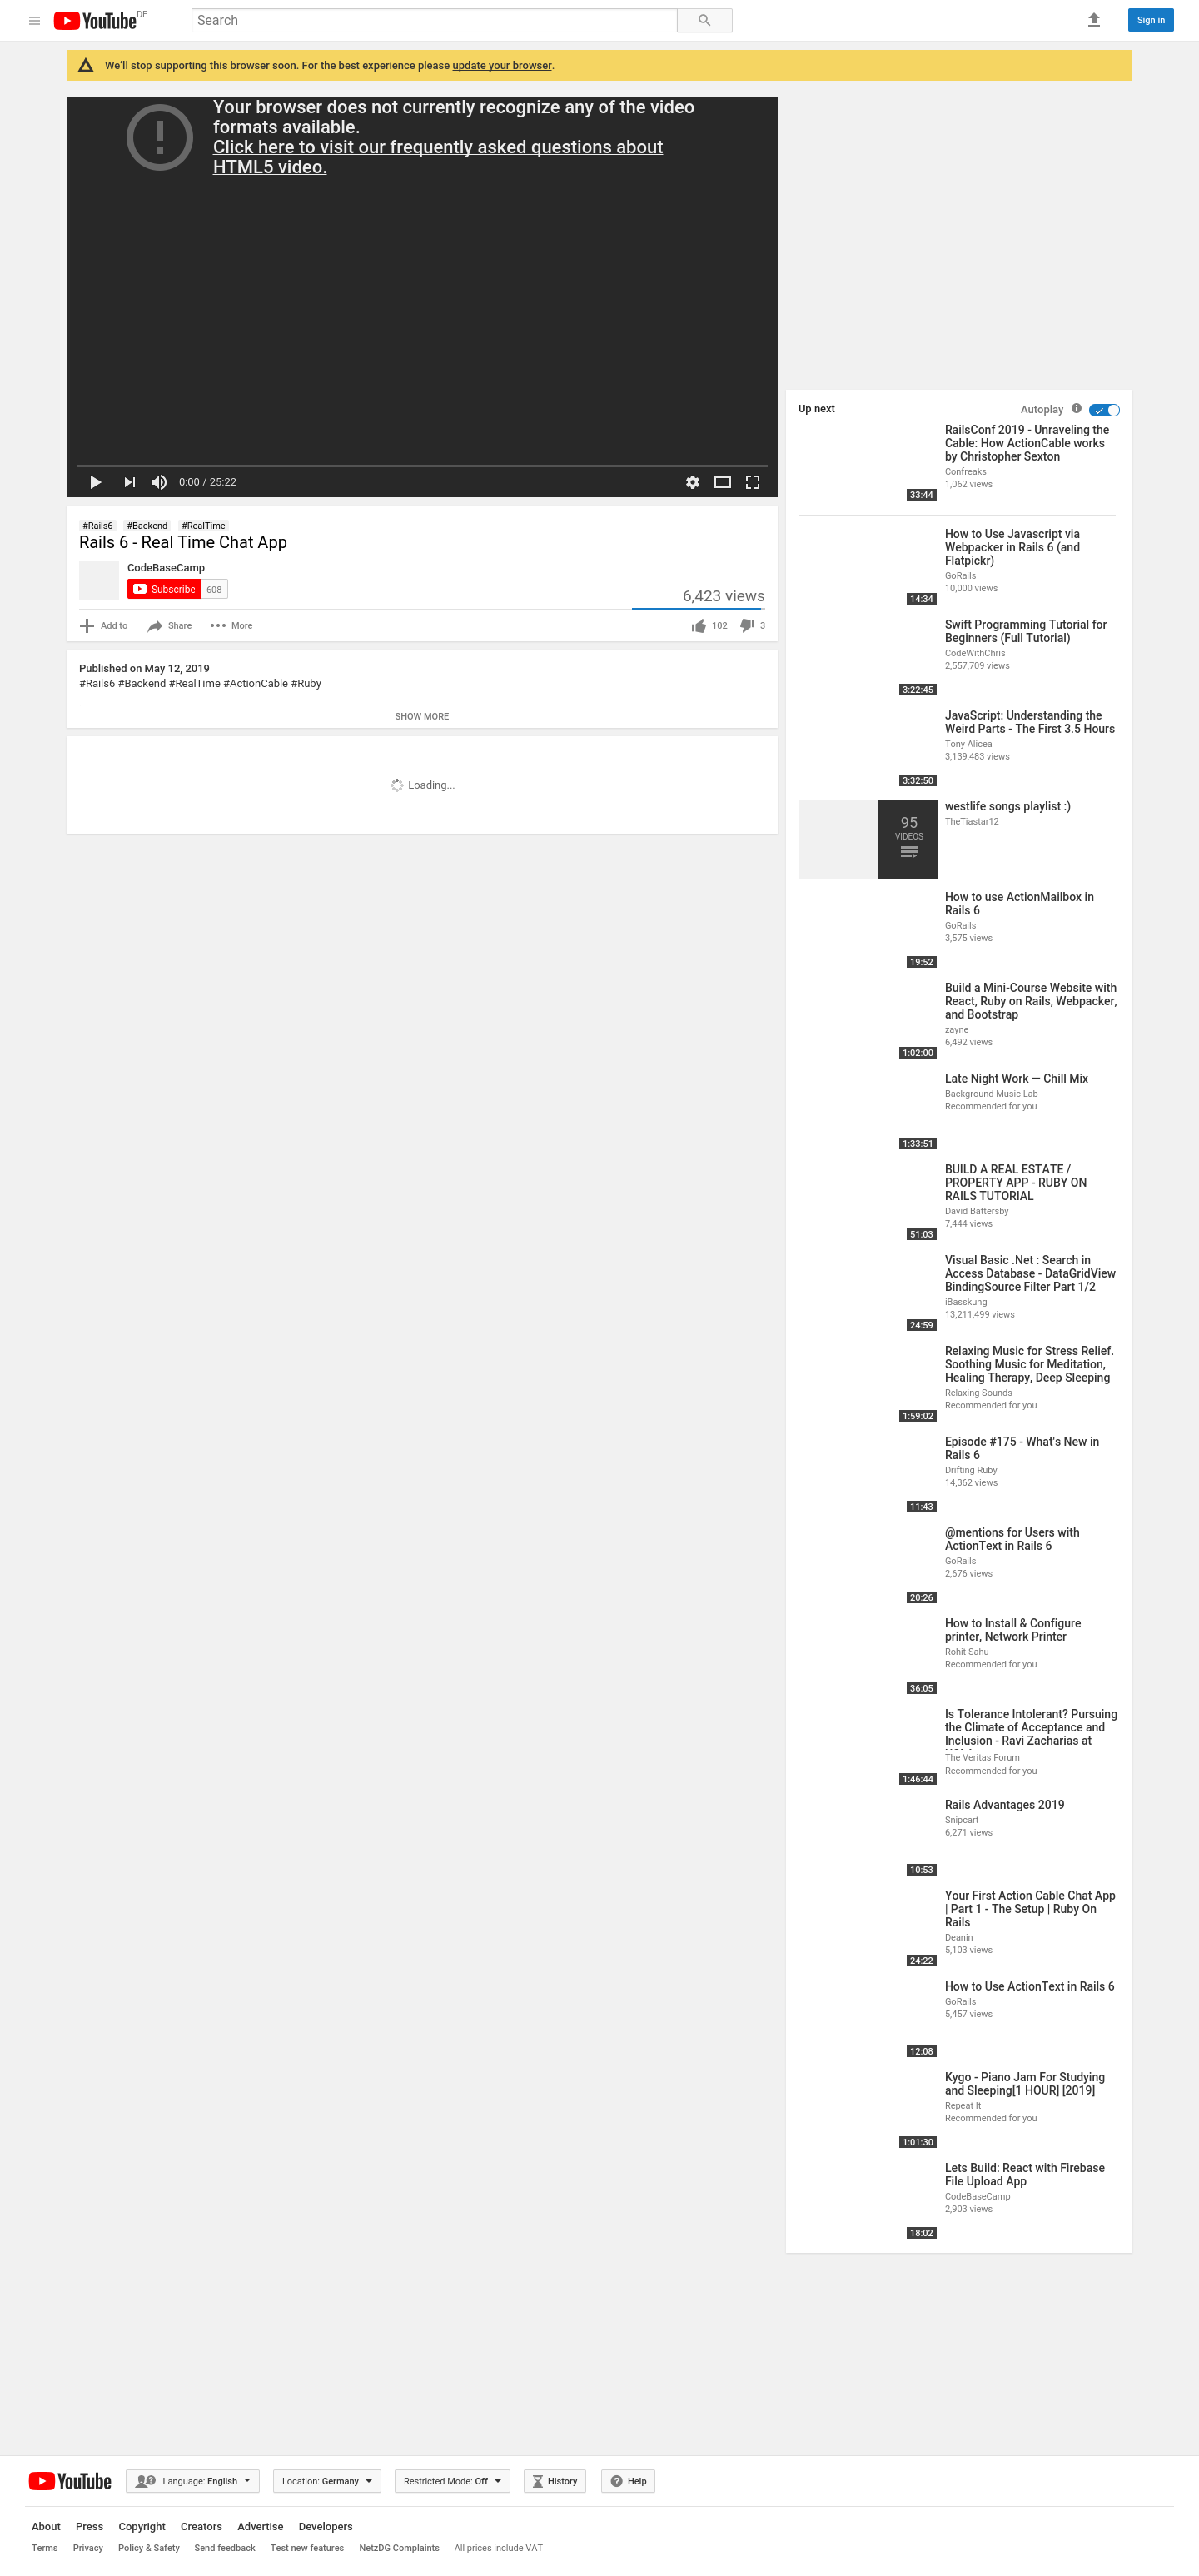 YouTube DE
Search
Sign in
We'll stop supporting this browser soon. For the best experience please update your browser.
Your browser does not currently recognize any of the video
formats available.
Click here to visit our frequently asked questions about
HTML5 video.
0:00 / 25:22
#Rails6 #Backend #RealTime
Rails 6 - Real Time Chat App
CodeBaseCamp
Subscribe 608
6,423 views
Add to Share More 102 3
Published on May 12, 2019
#Rails6 #Backend #RealTime #ActionCable #Ruby
SHOW MORE
Loading...
Up next Autoplay
RailsConf 2019 - Unraveling the
Cable: How ActionCable works
by Christopher Sexton
Confreaks
1,062 views
33:44
How to Use Javascript via
Webpacker in Rails 6 (and
Flatpickr)
GoRails
10,000 views
14:34
Swift Programming Tutorial for
Beginners (Full Tutorial)
CodeWithChris
2,557,709 views
3:22:45
JavaScript: Understanding the
Weird Parts - The First 3.5 Hours
Tony Alicea
3,139,483 views
3:32:50
95
VIDEOS
westlife songs playlist :)
TheTiastar12
How to use ActionMailbox in
Rails 6
GoRails
3,575 views
19:52
Build a Mini-Course Website with
React, Ruby on Rails, Webpacker,
and Bootstrap
zayne
6,492 views
1:02:00
Late Night Work — Chill Mix
Background Music Lab
Recommended for you
1:33:51
BUILD A REAL ESTATE /
PROPERTY APP - RUBY ON
RAILS TUTORIAL
David Battersby
7,444 views
51:03
Visual Basic .Net : Search in
Access Database - DataGridView
BindingSource Filter Part 1/2
iBasskung
13,211,499 views
24:59
Relaxing Music for Stress Relief.
Soothing Music for Meditation,
Healing Therapy, Deep Sleeping
Relaxing Sounds
Recommended for you
1:59:02
Episode #175 - What's New in
Rails 6
Drifting Ruby
14,362 views
11:43
@mentions for Users with
ActionText in Rails 6
GoRails
2,676 views
20:26
How to Install & Configure
printer, Network Printer
Rohit Sahu
Recommended for you
36:05
Is Tolerance Intolerant? Pursuing
the Climate of Acceptance and
Inclusion - Ravi Zacharias at
The Veritas Forum
Recommended for you
1:46:44
Rails Advantages 2019
Snipcart
6,271 views
10:53
Your First Action Cable Chat App
| Part 1 - The Setup | Ruby On
Rails
Deanin
5,103 views
24:22
How to Use ActionText in Rails 6
GoRails
5,457 views
12:08
Kygo - Piano Jam For Studying
and Sleeping[1 HOUR] [2019]
Repeat It
Recommended for you
1:01:30
Lets Build: React with Firebase
File Upload App
CodeBaseCamp
2,903 views
18:02
YouTube Language: English Location: Germany Restricted Mode: Off History Help
About Press Copyright Creators Advertise Developers
Terms Privacy Policy & Safety Send feedback Test new features NetzDG Complaints All prices include VAT